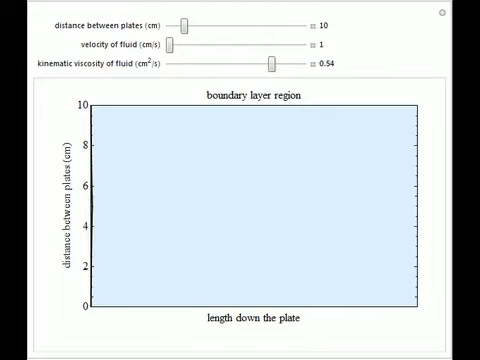 distance between plates (cm) 10
velocity of fluid (cm/s) 1
kinematic viscosity of fluid (cm²/s) 0.54
boundary layer region
10
8
6
4
2
0
distance between plates (cm)
length down the plate